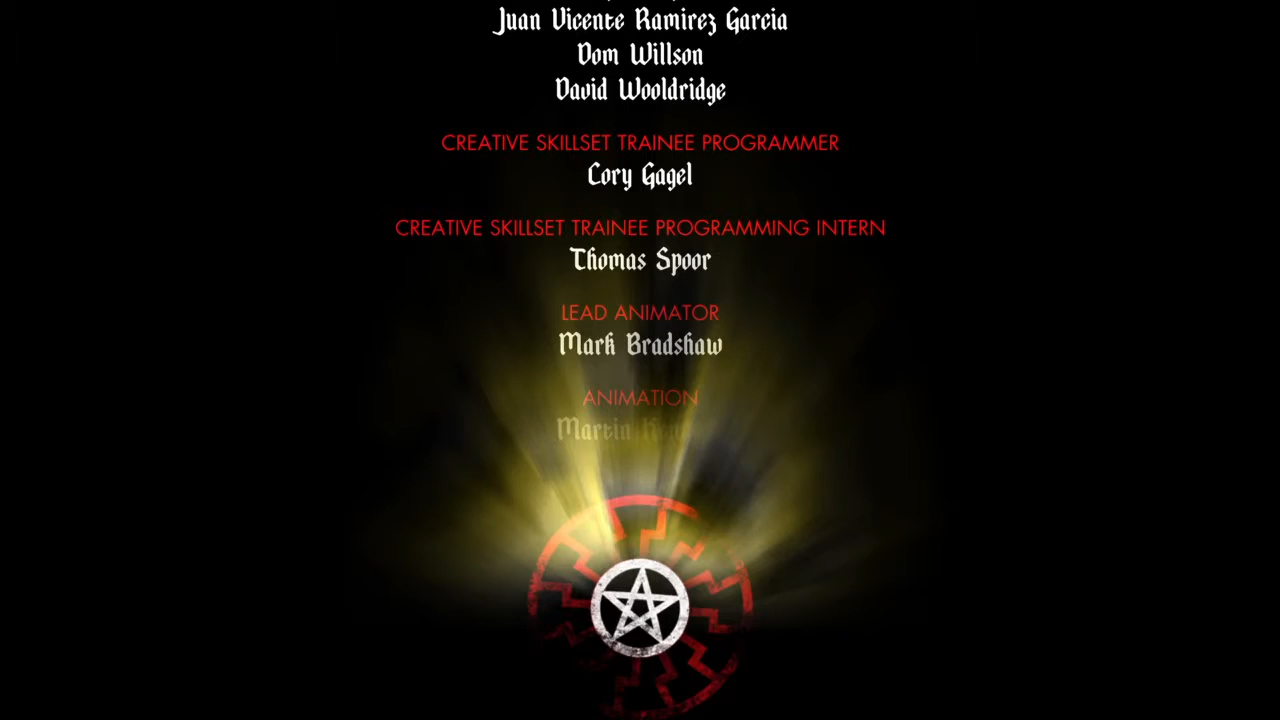 Juan Vicente Ramirez Garcia
Dom Willson
David Wooldridge
CREATIVE SKILLSET TRAINEE PROGRAMMER
Cory Gagel
CREATIVE SKILLSET TRAINEE PROGRAMMING INTERN
Thomas Spoor
LEAD ANIMATOR
Mark Bradshaw
ANIMATION
Martin